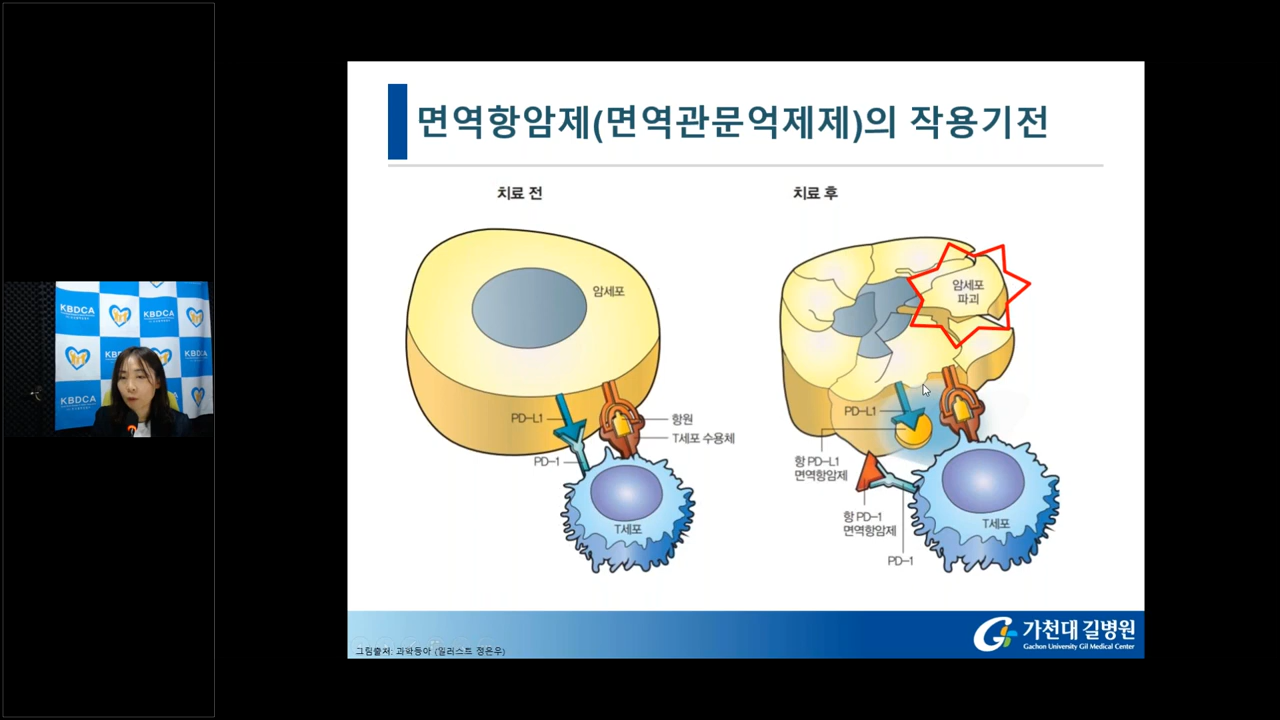 면역항암제(면역관문억제제)의 작용기전
치료 전
치료 후
암세포
PD-L1
항원
T세포 수용체
PD-1
T세포
암세포
파괴
PD-L1
항 PD-L1
면역항암제
항 PD-1
면역항암제
PD-1
T세포
그림출처: 과학동아 (일러스트 정은우)
가천대 길병원
Gachon University Gil Medical Center
KBDCA
KBDCA
KBDCA
KBDCA
KBDCA